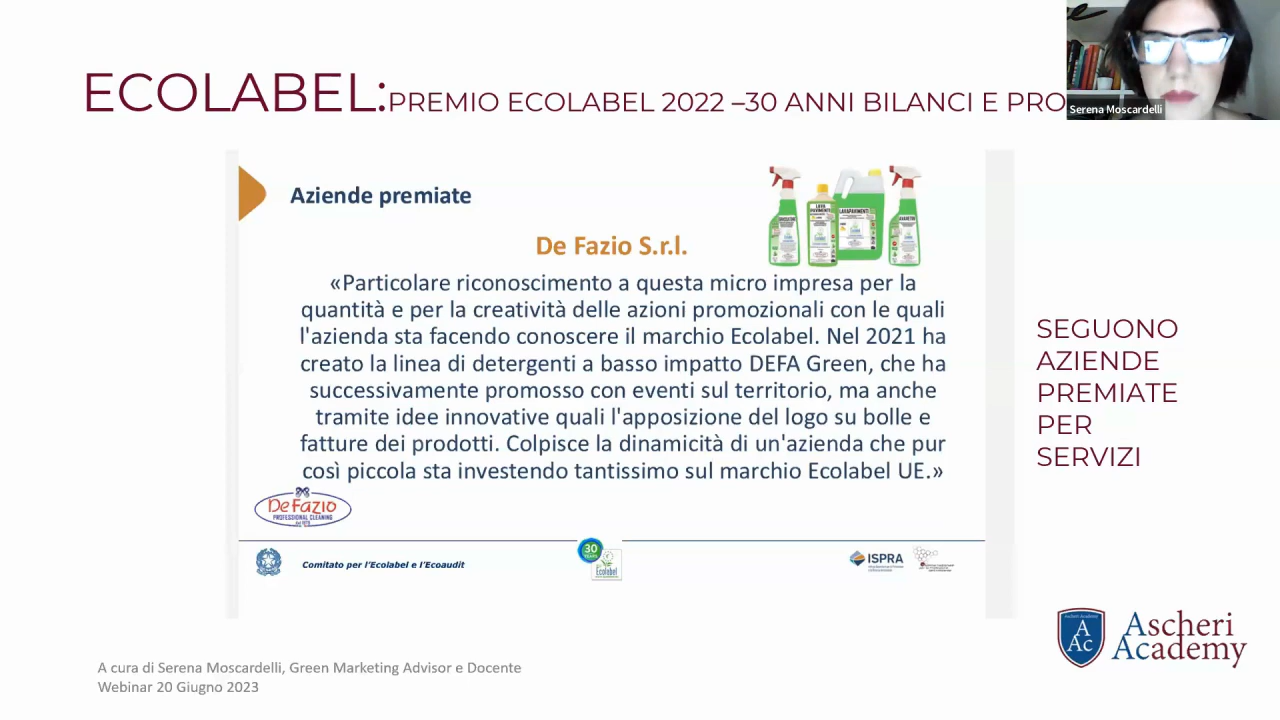 ECOLABEL:PREMIO ECOLABEL 2022 –30 ANNI BILANCI E PRO
Serena Moscardelli
Aziende premiate
LAVAPAVIMENTI
De Fazio S.r.l.
«Particolare riconoscimento a questa micro impresa per la
quantità e per la creatività delle azioni promozionali con le quali
l'azienda sta facendo conoscere il marchio Ecolabel. Nel 2021 ha
creato la linea di detergenti a basso impatto DEFA Green, che ha
successivamente promosso con eventi sul territorio, ma anche
tramite idee innovative quali l'apposizione del logo su bolle e
fatture dei prodotti. Colpisce la dinamicità di un'azienda che pur
così piccola sta investendo tantissimo sul marchio Ecolabel UE.»
SEGUONO
AZIENDE
PREMIATE
PER
SERVIZI
De Fazio
PROFESSIONAL CLEANING
Comitato per l'Ecolabel e l'Ecoaudit
30
YEARS
Ecolabel
ISPRA
Ascheri Academy
A
Ac
Ascheri
Academy
A cura di Serena Moscardelli, Green Marketing Advisor e Docente
Webinar 20 Giugno 2023